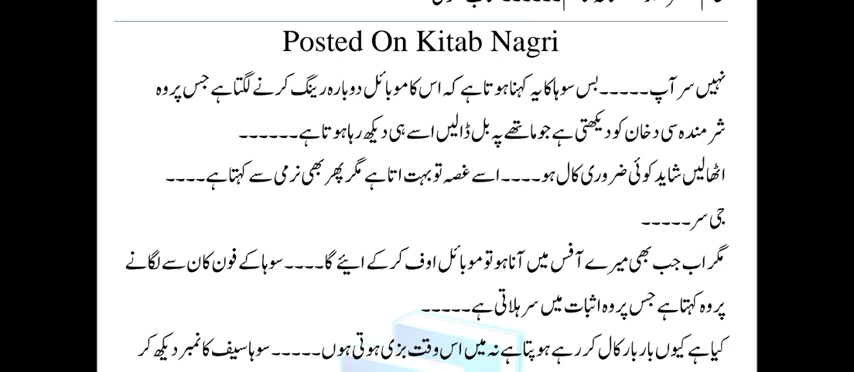 Posted On Kitab Nagri
نہیں سر آپ۔۔۔۔۔بس سوہا کا یہ کہنا ہوتا ہے کہ اس کا موبائل دوبارہ رینگ کرنے لگتا ہے جس پر وہ
شرمندہ سی دخان کو دیکھتی ہے جو ماتھے پہ بل ڈالیں اسے ہی دیکھ رہا ہوتا ہے۔۔۔۔۔۔
اٹھا لیں شاید کوئی ضروری کال ہو۔۔۔۔اسے غصہ تو بہت اتا ہے مگر پھر بھی نرمی سے کہتا ہے۔۔۔۔
جی سر۔۔۔۔۔
مگر اب جب بھی میرے آفس میں آنا ہو تو موبائل اوف کر کے ایئے گا۔۔۔۔سوہا کے فون کان سے لگانے
پر وہ کہتا ہے جس پر وہ اثبات میں سر ہلاتی ہے۔۔۔۔۔
کیا ہے کیوں بار بار کال کر رہے ہو پتا ہے نہ میں اس وقت بزی ہوتی ہوں۔۔۔۔۔سوہا سیف کا نمبر دیکھ کر